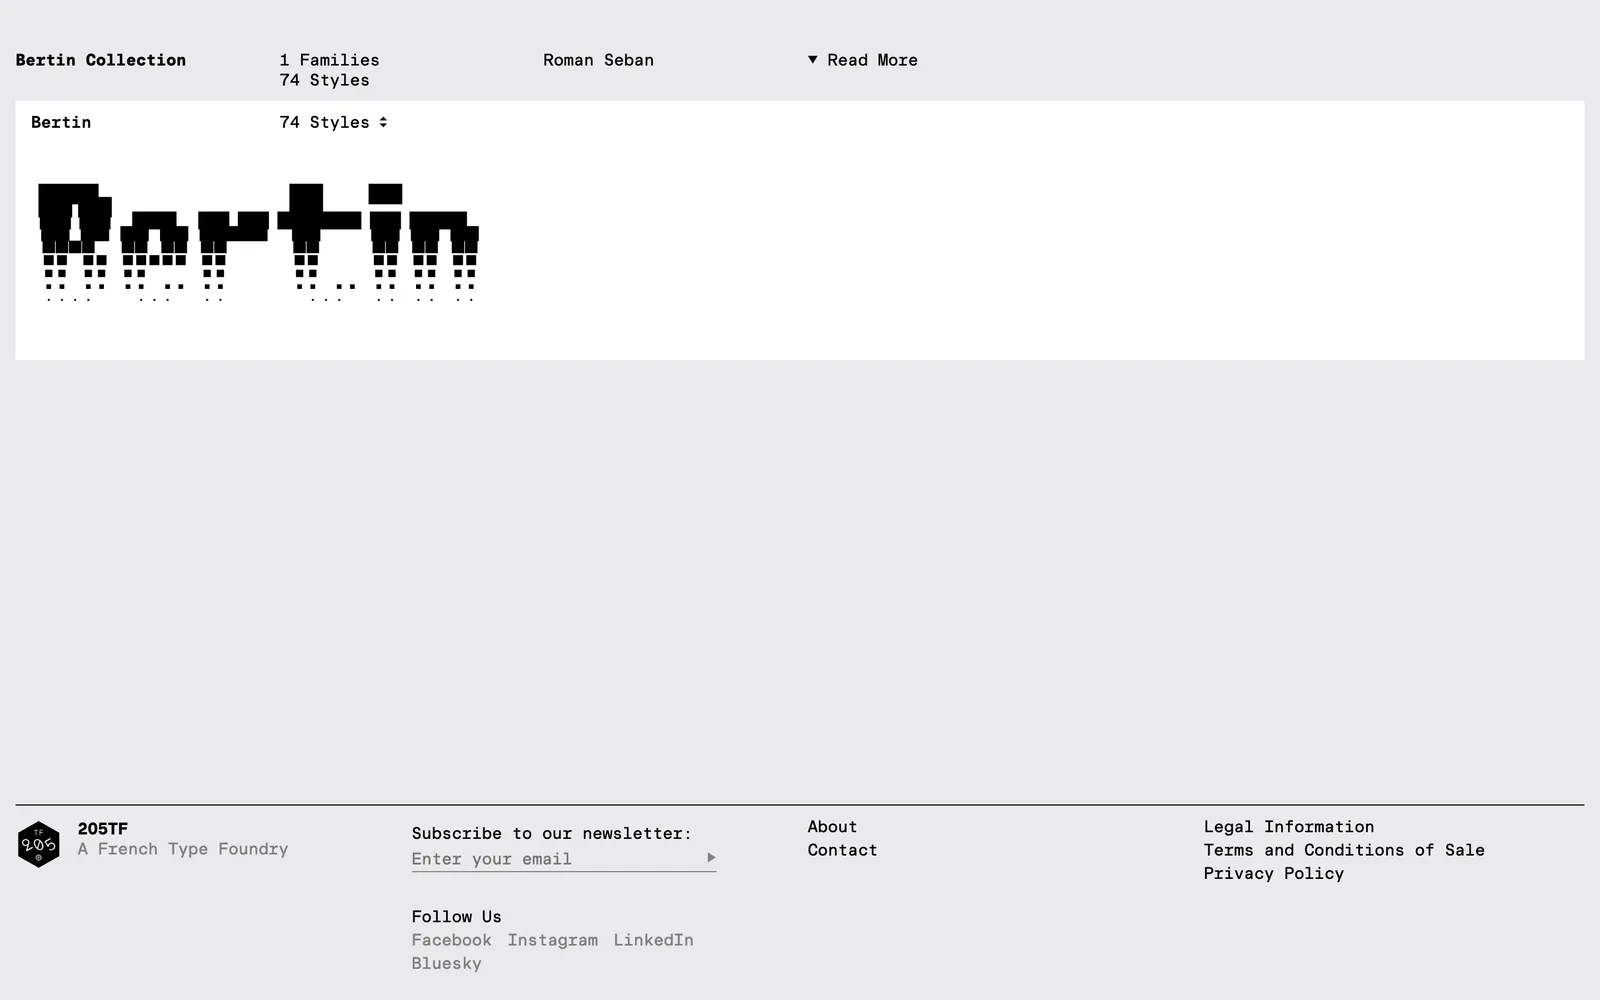 Bertin Collection
1 Families
74 Styles
Roman Seban
▼ Read More
Bertin
74 Styles
Bertin
TF
205
205TF
A French Type Foundry
Subscribe to our newsletter:
Enter your email
Follow Us
Facebook Instagram LinkedIn
Bluesky
About
Contact
Legal Information
Terms and Conditions of Sale
Privacy Policy